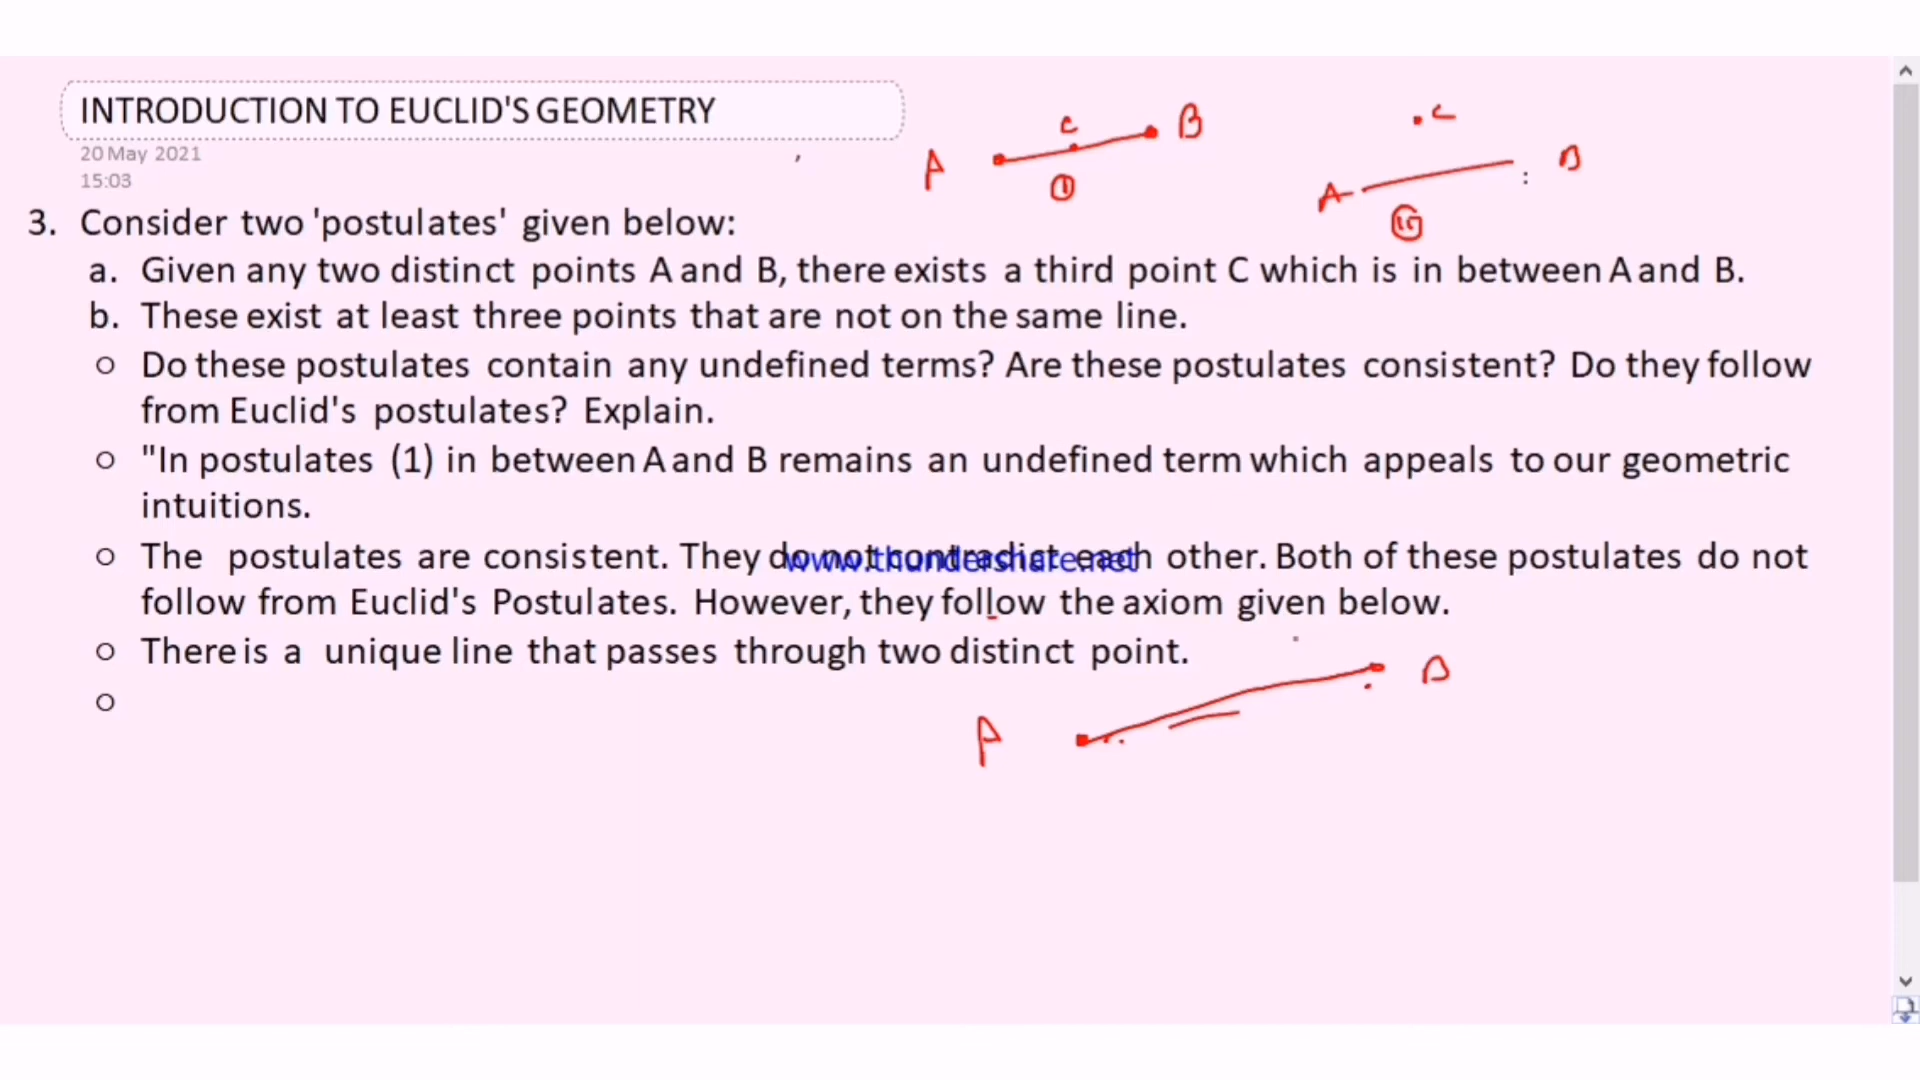 INTRODUCTION TO EUCLID'S GEOMETRY
20 May 2021
15:03
A C B
①
C
A B
ⅱ
3. Consider two 'postulates' given below:
a. Given any two distinct points A and B, there exists a third point C which is in between A and B.
b. These exist at least three points that are not on the same line.
Do these postulates contain any undefined terms? Are these postulates consistent? Do they follow
from Euclid's postulates? Explain.
"In postulates (1) in between A and B remains an undefined term which appeals to our geometric
intuitions.
The postulates are consistent. They do not contradict each other. Both of these postulates do not
www.thundershare.net
follow from Euclid's Postulates. However, they follow the axiom given below.
There is a unique line that passes through two distinct point.
A B